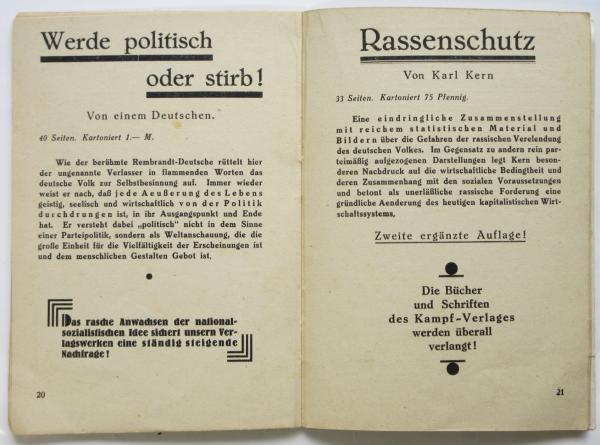 Werde politisch
oder stirb!
Von einem Deutschen.
40 Seiten. Kartoniert 1.— M.
Wie der berühmte Rembrandt-Deutsche rüttelt hier
der ungenannte Verfasser in flammenden Worten das
deutsche Volk zur Selbstbesinnung auf. Immer wieder
weist er nach, daß jede Aeußerung des Lebens
geistig, seelisch und wirtschaftlich von der Politik
durchdrungen ist, in ihr Ausgangspunkt und Ende
hat. Er versteht dabei „politisch" nicht in dem Sinne
einer Parteipolitik, sondern als Weltanschauung, die die
große Einheit für die Vielfältigkeit der Erscheinungen ist
und dem menschlichen Gestalten Gebot ist.
Das rasche Anwachsen der national-
sozialistischen Idee sichert unsern Ver-
lagswerken eine ständig steigende
Nachfrage!
20
Rassenschutz
Von Karl Kern
33 Seiten. Kartoniert 75 Pfennig.
Eine eindringliche Zusammenstellung
mit reichem statistischen Material und
Bildern über die Gefahren der rassischen Verelendung
des deutschen Volkes. Im Gegensatz zu andern rein par-
teimäßig aufgezogenen Darstellungen legt Kern beson-
deren Nachdruck auf die wirtschaftliche Bedingtheit und
deren Zusammenhang mit den sozialen Voraussetzungen
und betont als unerläßliche rassische Forderung eine
gründliche Aenderung des heutigen kapitalistischen Wirt-
schaftssystems,
Zweite ergänzte Auflage!
Die Bücher
und Schriften
des Kampf-Verlages
werden überall
verlangt!
21